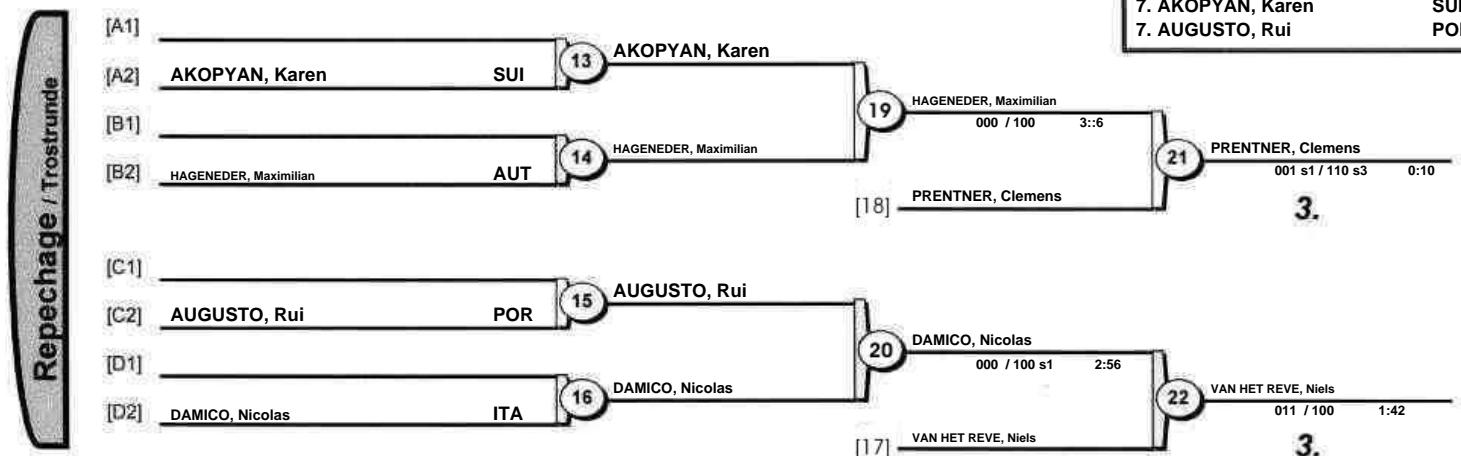 7. AKOPYAN, Karen SUI
7. AUGUSTO, Rui
Repechage / Trostrunde
[A1]
[A2] AKOPYAN, Karen SUI
13
AKOPYAN, Karen
[B1]
[B2] HAGENEDER, Maximilian AUT
14
HAGENEDER, Maximilian
19
HAGENEDER, Maximilian
000 / 100 3::6
[18] PRENTNER, Clemens
21
PRENTNER, Clemens
001 s1 / 110 s3 0:10
3.
[C1]
[C2] AUGUSTO, Rui POR
15
AUGUSTO, Rui
[D1]
[D2] DAMICO, Nicolas ITA
16
DAMICO, Nicolas
20
DAMICO, Nicolas
000 / 100 s1 2:56
[17] VAN HET REVE, Niels
22
VAN HET REVE, Niels
011 / 100 1:42
3.